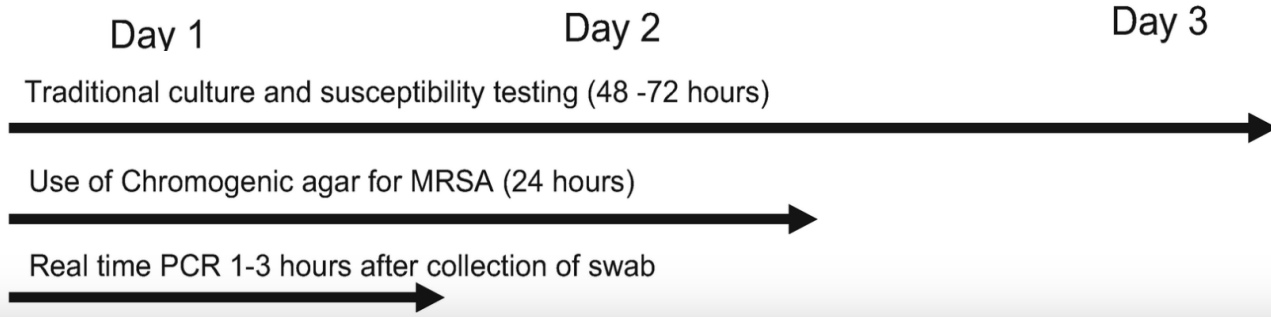 Day 1 Day 2 Day 3
Traditional culture and susceptibility testing (48 -72 hours)
Use of Chromogenic agar for MRSA (24 hours)
Real time PCR 1-3 hours after collection of swab